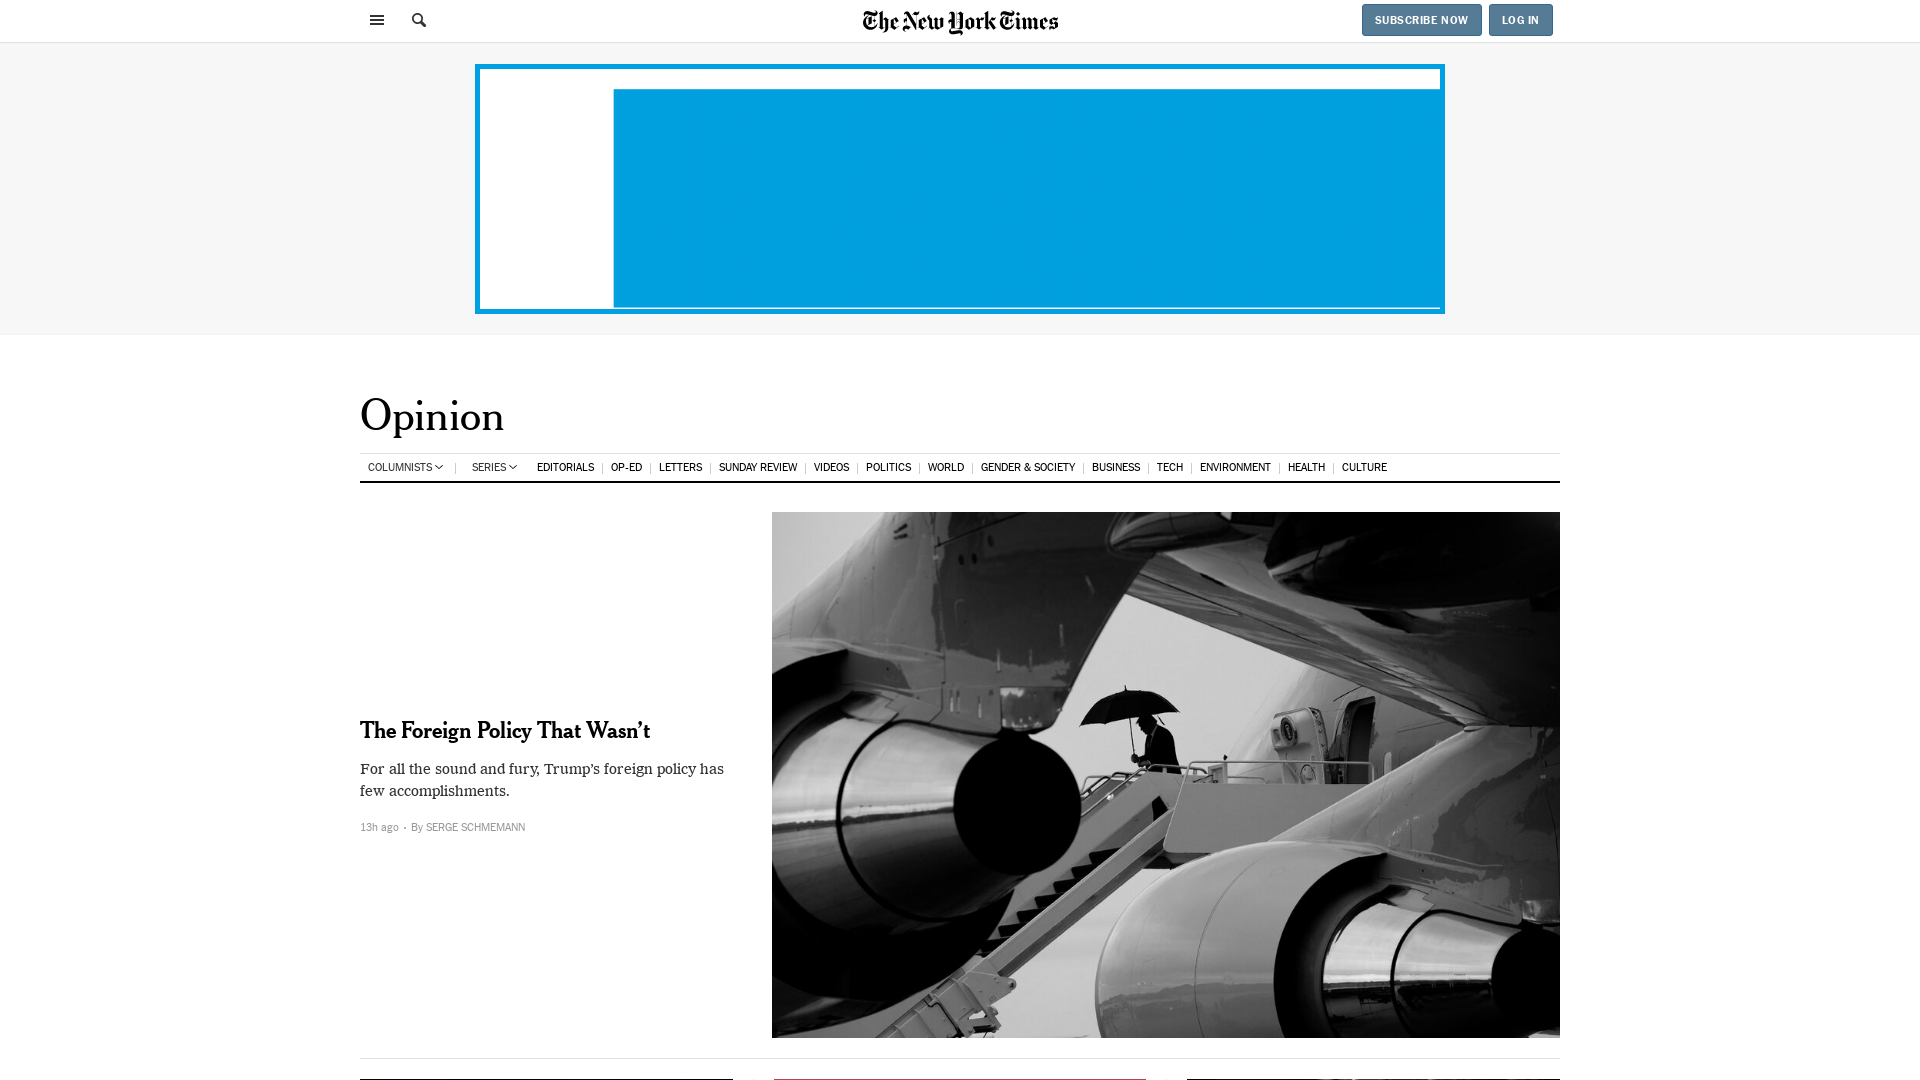 The New York Times
SUBSCRIBE NOW
LOG IN
Opinion
COLUMNISTS
SERIES
EDITORIALS
OP-ED
LETTERS
SUNDAY REVIEW
VIDEOS
POLITICS
WORLD
GENDER & SOCIETY
BUSINESS
TECH
ENVIRONMENT
HEALTH
CULTURE
The Foreign Policy That Wasn’t
For all the sound and fury, Trump’s foreign policy has
few accomplishments.
13h ago · By SERGE SCHMEMANN